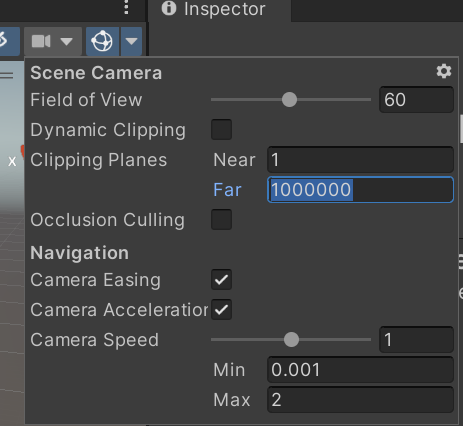 Inspector
Scene Camera
Field of View 60
Dynamic Clipping
Clipping Planes Near 1
Far 1000000
Occlusion Culling
Navigation
Camera Easing
Camera Acceleration
Camera Speed 1
Min 0.001
Max 2
x